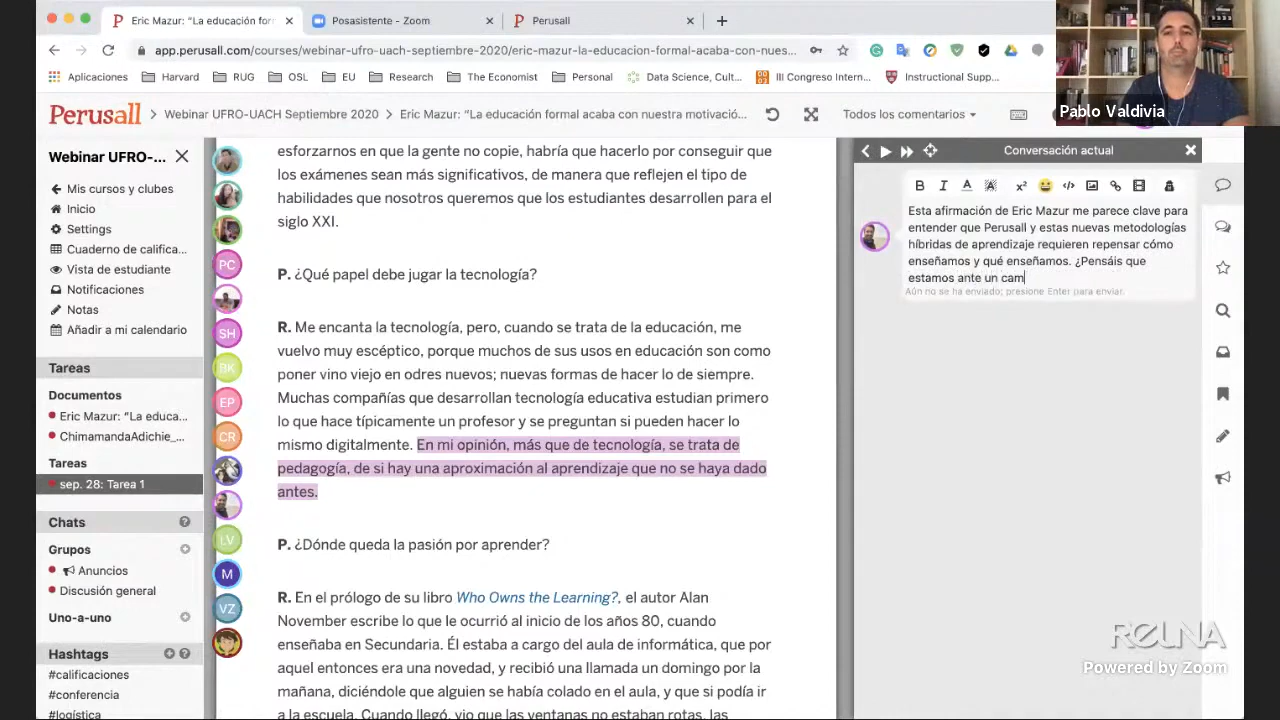 Eric Mazur: "La educación for
Posasistente - Zoom
Perusall
app.perusall.com/courses/webinar-ufro-uach-septiembre-2020/eric-mazur-la-educacion-formal-acaba-con-nues...
Aplicaciones
Harvard
RUG
OSL
EU
Research
The Economist
Personal
Data Science, Cult...
III Congreso Intern...
Instructional Supp...
Pablo Valdivia
Perusall
Webinar UFRO-UACH Septiembre 2020
Eric Mazur: "La educación formal acaba con nuestra motivació...
Todos los comentarios
Webinar UFRO-...
Mis cursos y clubes
Inicio
Settings
Cuaderno de califica...
Vista de estudiante
Notificaciones
Notas
Añadir a mi calendario
Tareas
Documentos
Eric Mazur: "La educa...
ChimamandaAdichie_...
Tareas
sep. 28: Tarea 1
Chats
Grupos
Anuncios
Discusión general
Uno-a-uno
Hashtags
#calificaciones
#conferencia
#logística
PC
SH
BK
EP
CR
LV
M
VZ
esforzarnos en que la gente no copie, habría que hacerlo por conseguir que
los exámenes sean más significativos, de manera que reflejen el tipo de
habilidades que nosotros queremos que los estudiantes desarrollen para el
siglo XXI.
P. ¿Qué papel debe jugar la tecnología?
R. Me encanta la tecnología, pero, cuando se trata de la educación, me
vuelvo muy escéptico, porque muchos de sus usos en educación son como
poner vino viejo en odres nuevos; nuevas formas de hacer lo de siempre.
Muchas compañías que desarrollan tecnología educativa estudian primero
lo que hace típicamente un profesor y se preguntan si pueden hacer lo
mismo digitalmente. En mi opinión, más que de tecnología, se trata de
pedagogía, de si hay una aproximación al aprendizaje que no se haya dado
antes.
P. ¿Dónde queda la pasión por aprender?
R. En el prólogo de su libro Who Owns the Learning?, el autor Alan
November escribe lo que le ocurrió al inicio de los años 80, cuando
enseñaba en Secundaria. Él estaba a cargo del aula de informática, que por
aquel entonces era una novedad, y recibió una llamada un domingo por la
mañana, diciéndole que alguien se había colado en el aula, y que si podía ir
a la escuela. Cuando llegó, vio que las ventanas no estaban rotas, las
Conversación actual
Esta afirmación de Eric Mazur me parece clave para
entender que Perusall y estas nuevas metodologías
híbridas de aprendizaje requieren repensar cómo
enseñamos y qué enseñamos. ¿Pensáis que
estamos ante un cam
Aún no se ha enviado; presione Enter para enviar.
REUNA
Powered by Zoom